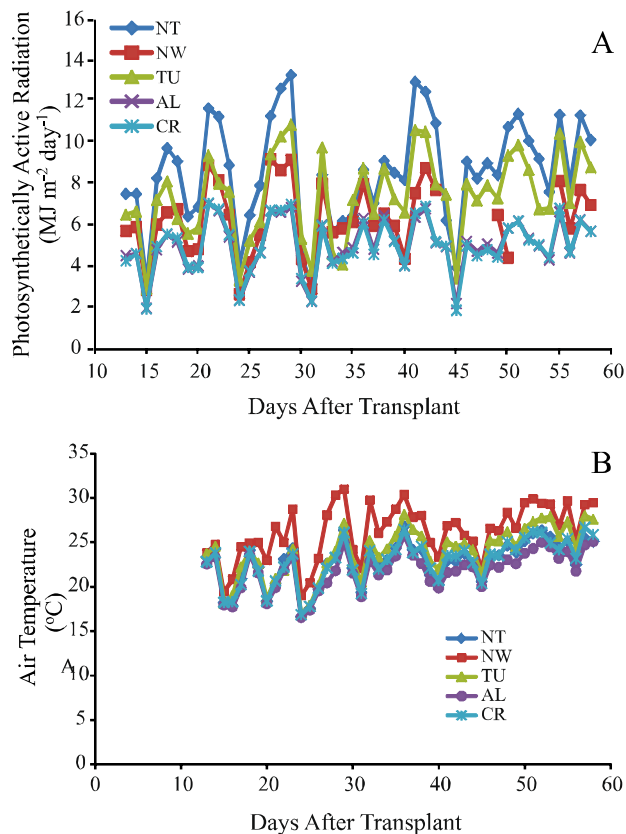 A
Photosynthetically Active Radiation
(MJ m-2 day-1)
16
14
12
10
8
6
4
2
0
NT
NW
TU
AL
CR
10 15 20 25 30 35 40 45 50 55 60
Days After Transplant
B
Air Temperature
(oC)
A
35
30
25
20
15
10
5
0
NT
NW
TU
AL
CR
0 10 20 30 40 50 60
Days After Transplant